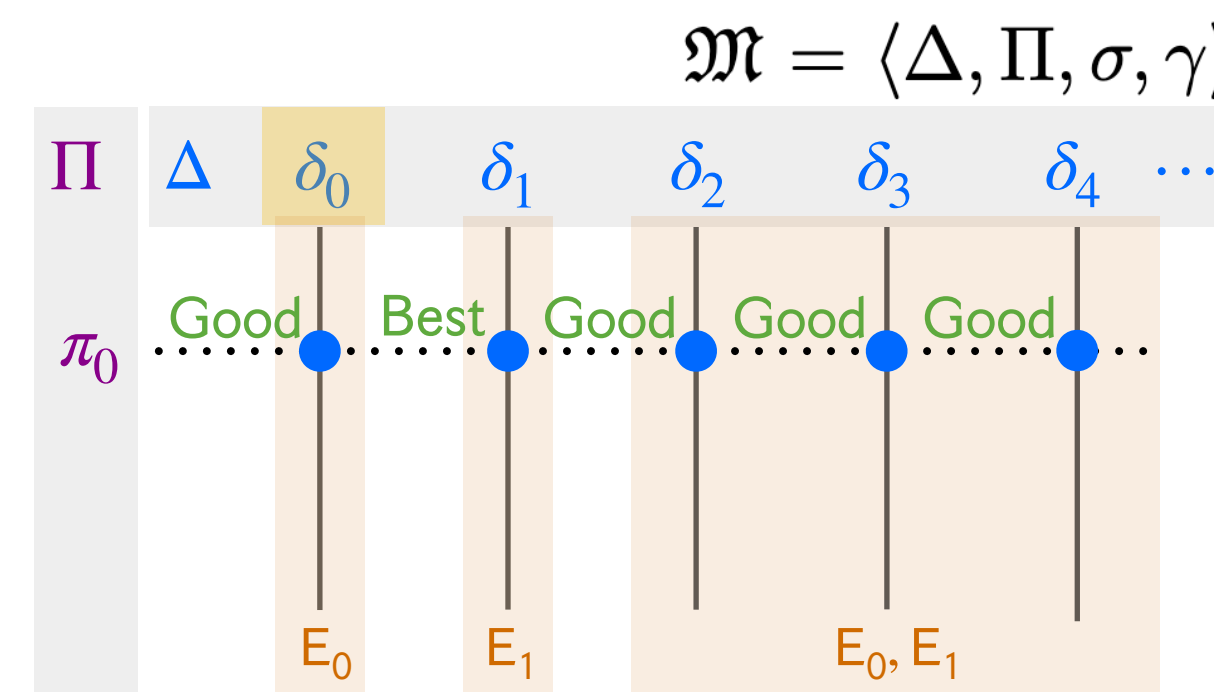 𝔐 = ⟨Δ, Π, σ, γ⟩
Π Δ δ₀ δ₁ δ₂ δ₃ δ₄ ⋯
Good Best Good Good Good
π₀
E₀ E₁ E₀, E₁